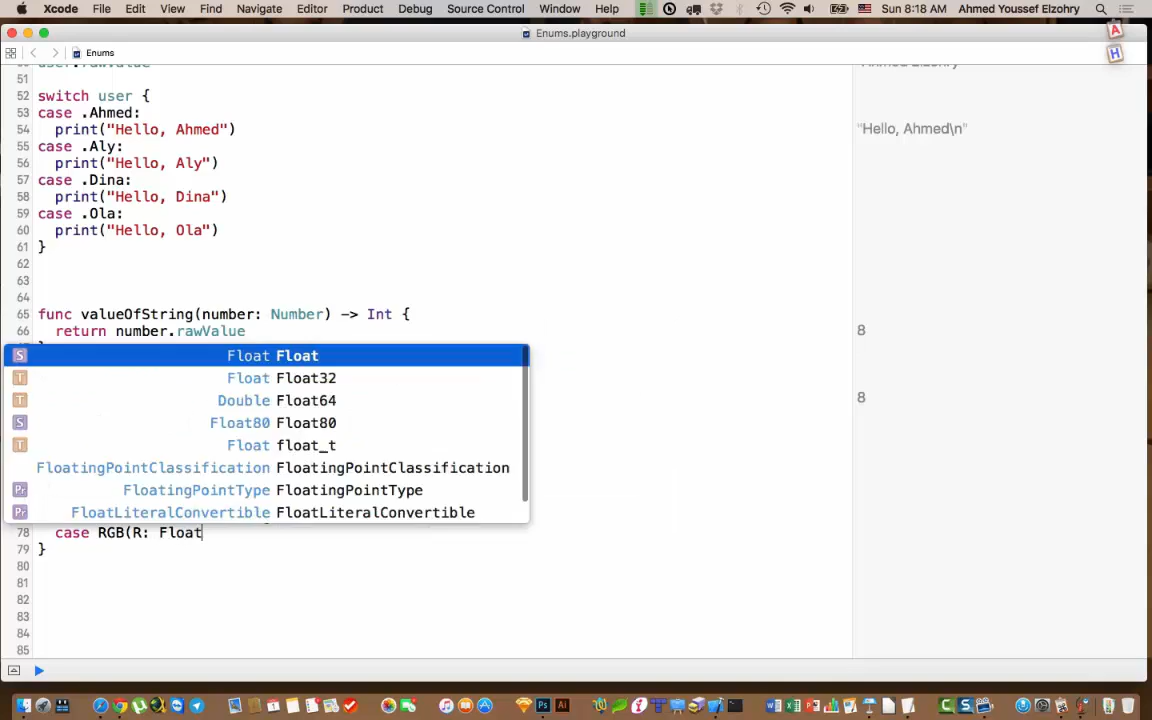 Xcode File Edit View Find Navigate Editor Product Debug Source Control Window Help Sun 8:18 AM Ahmed Youssef Elzohry
Enums.playground
A
H
Enums
51
52 switch user {
53 case .Ahmed:
54 print("Hello, Ahmed")
"Hello, Ahmed\n"
55 case .Aly:
56 print("Hello, Aly")
57 case .Dina:
58 print("Hello, Dina")
59 case .Ola:
60 print("Hello, Ola")
61 }
62
63
64
65 func valueOfString(number: Number) -> Int {
66 return number.rawValue
8
S Float Float
T Float Float32
T Double Float64
8
S Float80 Float80
T Float float_t
FloatingPointClassification FloatingPointClassification
Pr FloatingPointType FloatingPointType
Pr FloatLiteralConvertible FloatLiteralConvertible
78 case RGB(R: Float
79 }
80
81
82
83
84
85